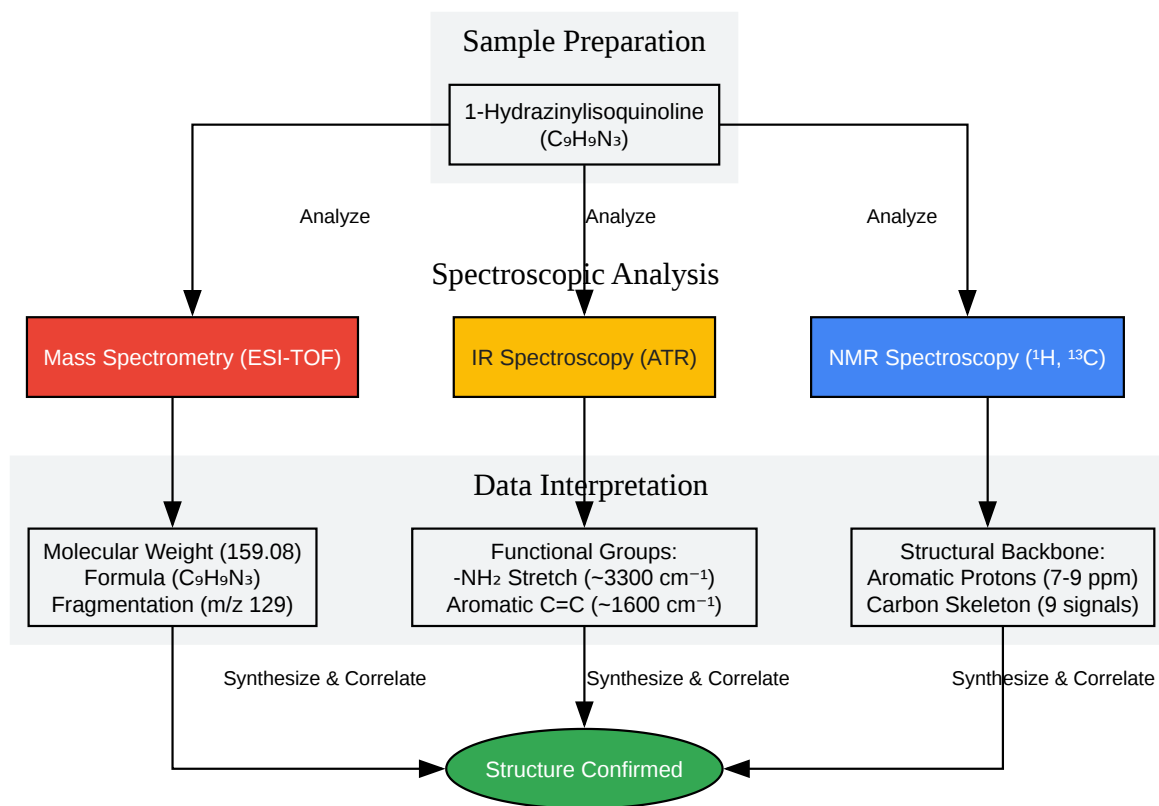 Sample Preparation
1-Hydrazinylisoquinoline
(C₉H₉N₃)
Analyze
Analyze
Analyze
Spectroscopic Analysis
Mass Spectrometry (ESI-TOF)
IR Spectroscopy (ATR)
NMR Spectroscopy (¹H, ¹³C)
Data Interpretation
Molecular Weight (159.08)
Formula (C₉H₉N₃)
Fragmentation (m/z 129)
Functional Groups:
-NH₂ Stretch (~3300 cm⁻¹)
Aromatic C=C (~1600 cm⁻¹)
Structural Backbone:
Aromatic Protons (7-9 ppm)
Carbon Skeleton (9 signals)
Synthesize & Correlate
Synthesize & Correlate
Synthesize & Correlate
Structure Confirmed